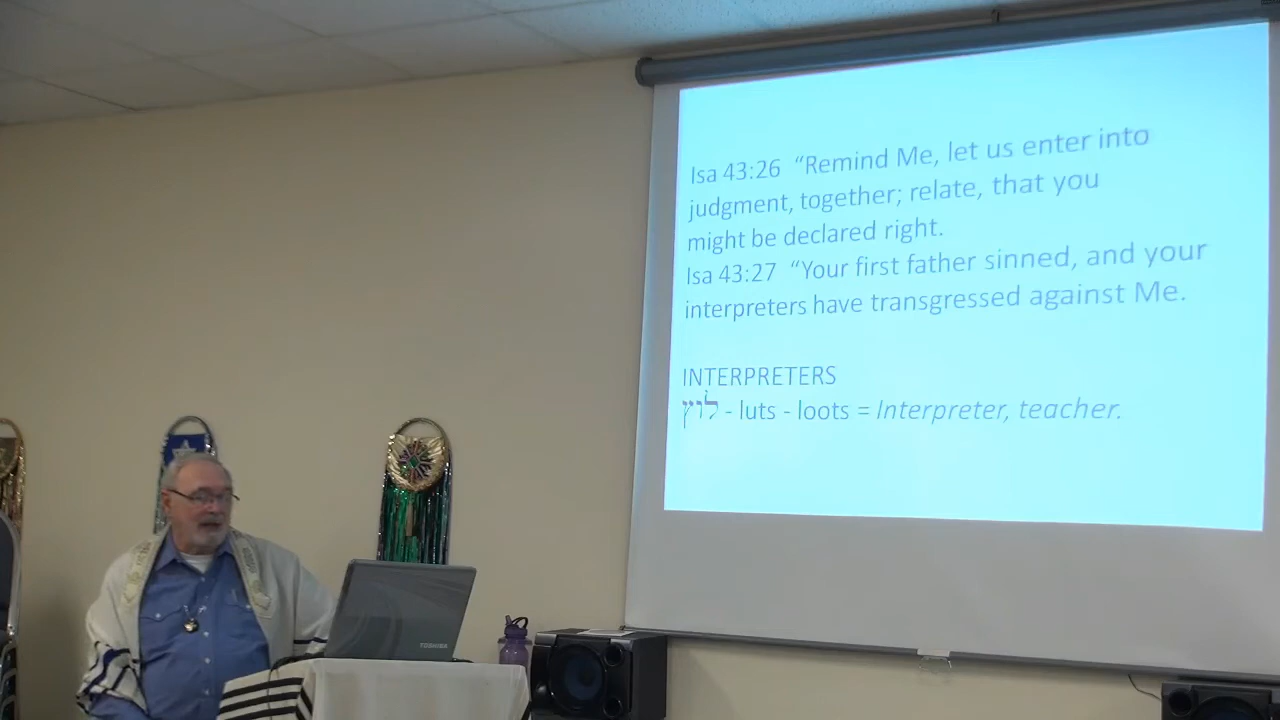 Isa 43:26 “Remind Me, let us enter into
judgment, together; relate, that you
might be declared right.
Isa 43:27 “Your first father sinned, and your
interpreters have transgressed against Me.
INTERPRETERS
לוּץ - luts - loots = Interpreter, teacher.
TOSHIBA